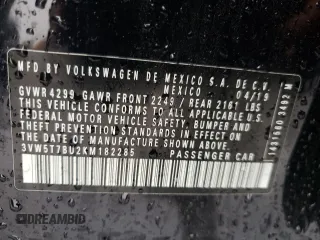 MFD BY VOLKSWAGEN DE MEXICO S.A. DE C.V.
MEXICO 04/19
GVWR 4299 GAWR FRONT 2249 / REAR 2161 LBS
THIS VEHICLE CONFORMS TO ALL APPLICABLE U.S.
FEDERAL MOTOR VEHICLE SAFETY, BUMPER, AND
THEFT PREVENTION STANDARDS IN EFFECT ON THE
DATE OF MANUFACTURE SHOWN ABOVE
3VW5T7BU2KM182285 PASSENGER CAR
DREAMBID